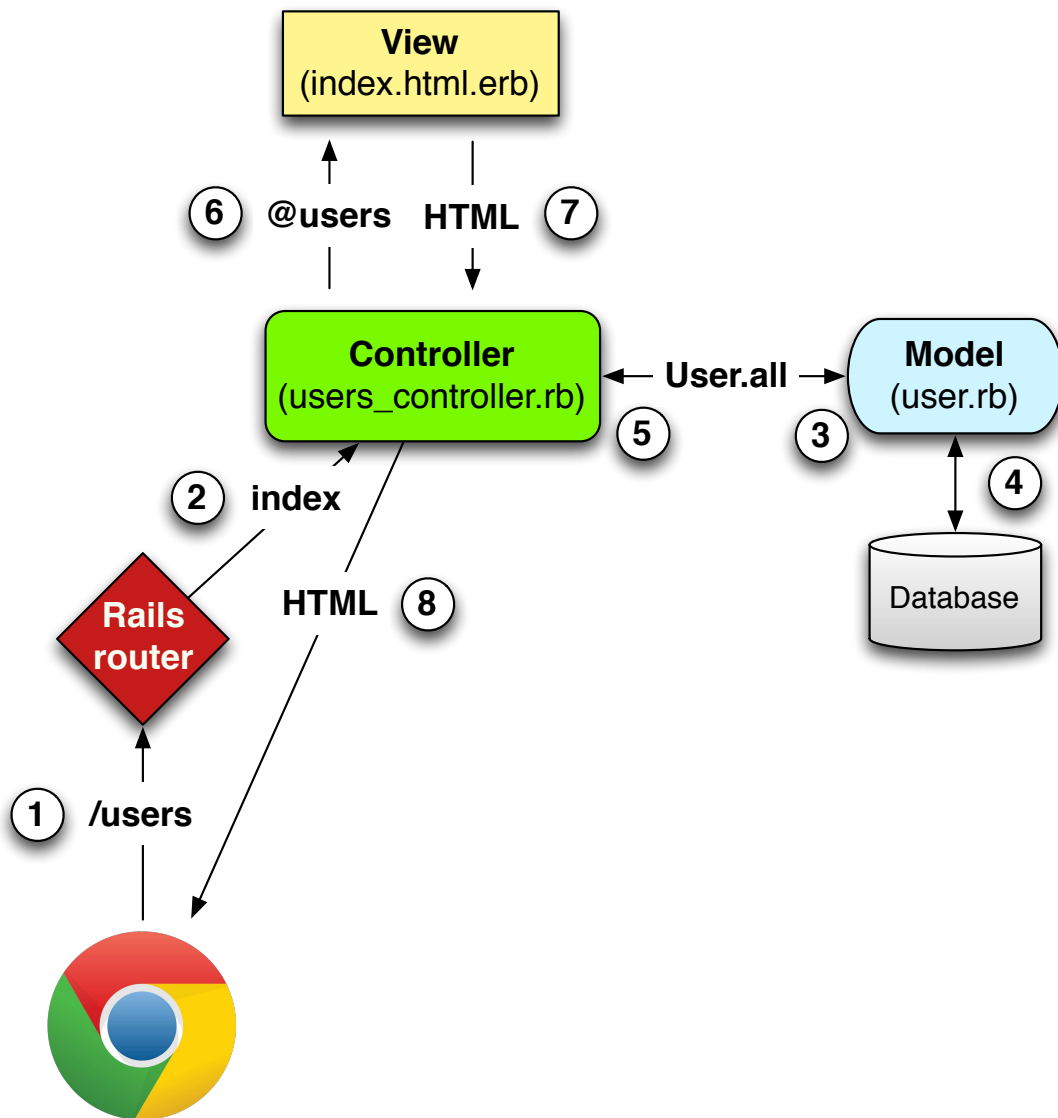 View
(index.html.erb)
6 @users HTML 7
Controller
(users_controller.rb)
User.all
Model
(user.rb)
5
3
4
2 index
Database
HTML 8
Rails
router
1 /users